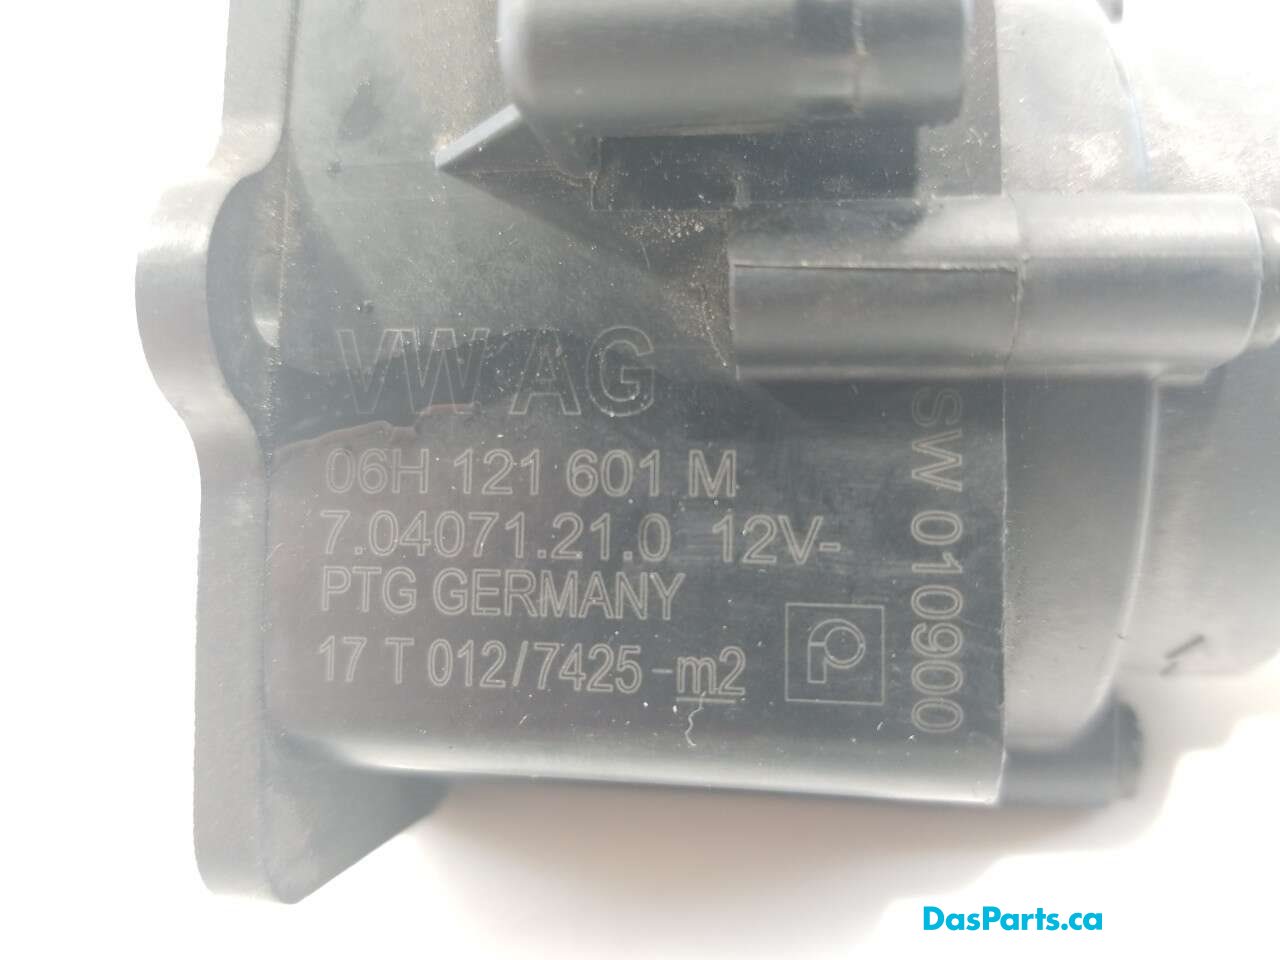 VW AG
06H 121 601 M
7.04071.21.0 12V-
PTG GERMANY
17 T 012/7425-m2
SW 010900
DasParts.ca